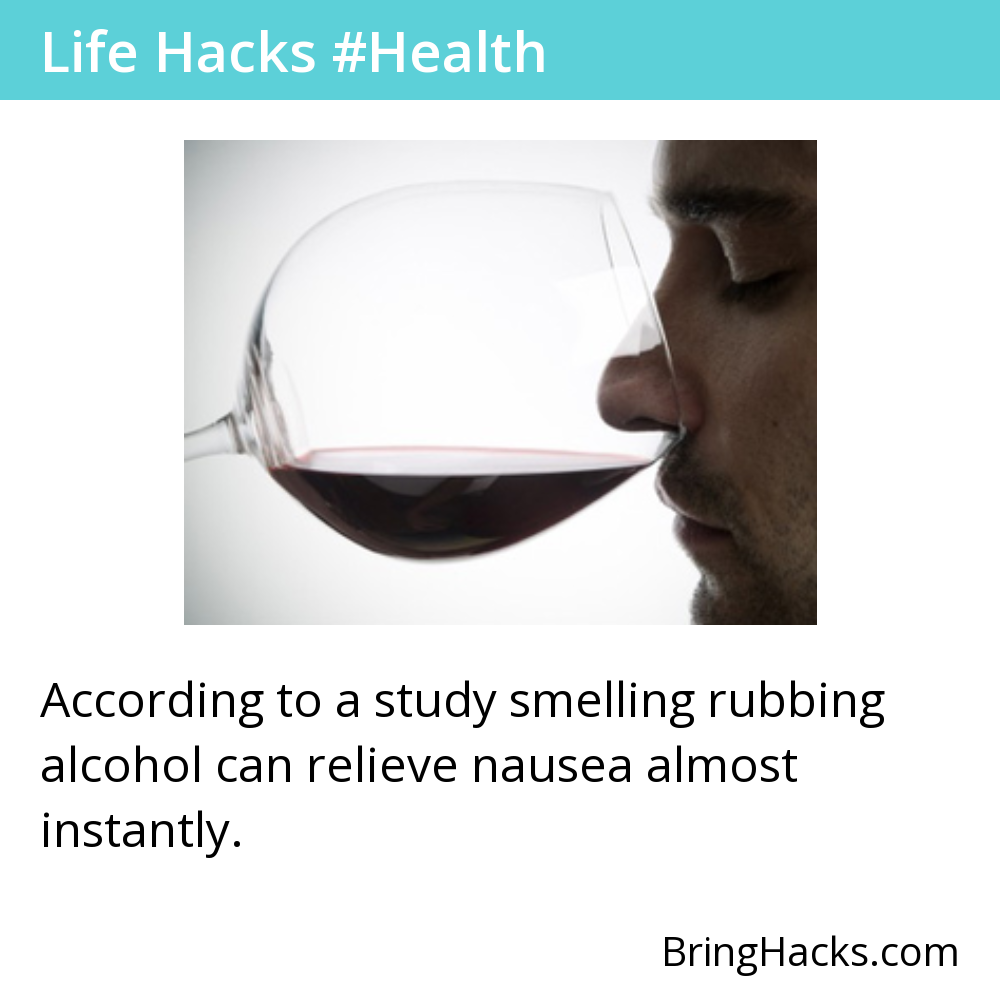 Life Hacks #Health
According to a study smelling rubbing
alcohol can relieve nausea almost
instantly.
BringHacks.com